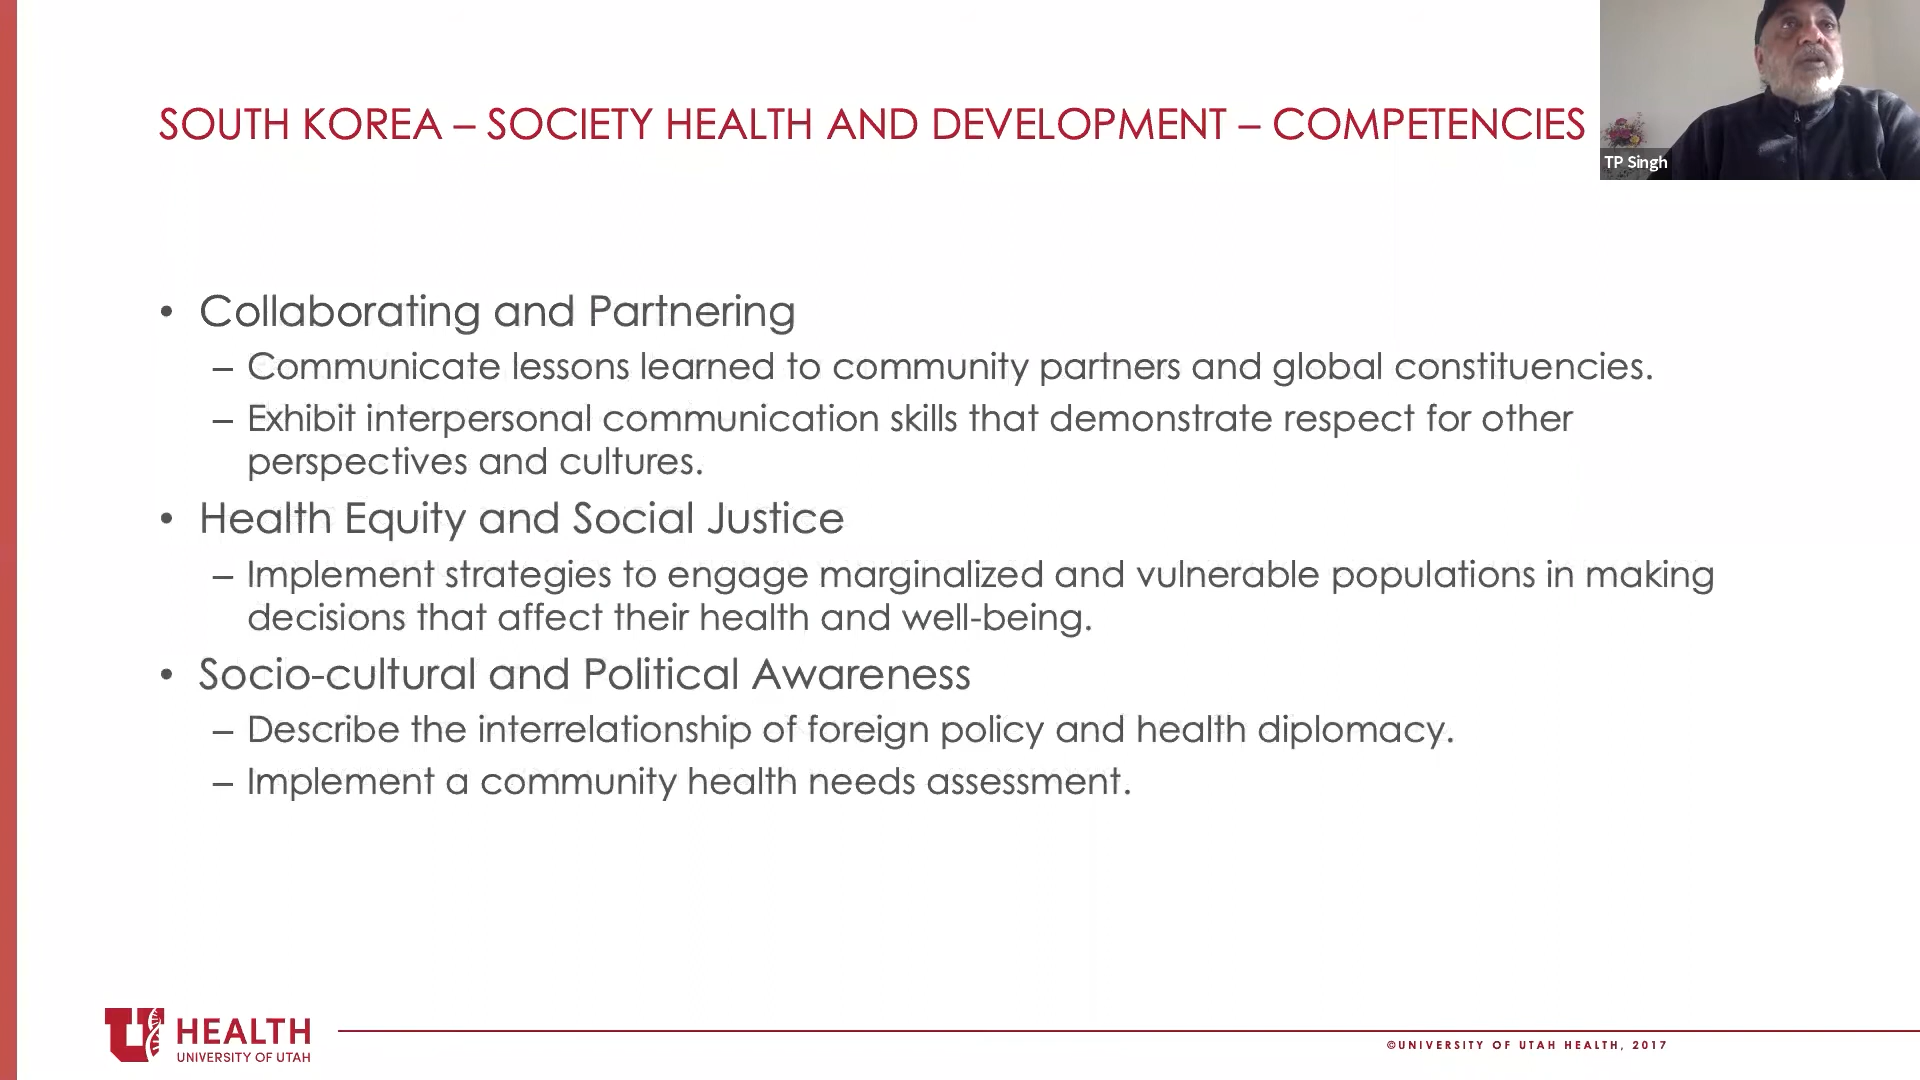 SOUTH KOREA – SOCIETY HEALTH AND DEVELOPMENT – COMPETENCIES
TP Singh
• Collaborating and Partnering
– Communicate lessons learned to community partners and global constituencies.
– Exhibit interpersonal communication skills that demonstrate respect for other
perspectives and cultures.
• Health Equity and Social Justice
– Implement strategies to engage marginalized and vulnerable populations in making
decisions that affect their health and well-being.
• Socio-cultural and Political Awareness
– Describe the interrelationship of foreign policy and health diplomacy.
– Implement a community health needs assessment.
U HEALTH
UNIVERSITY OF UTAH
©UNIVERSITY OF UTAH HEALTH, 2017